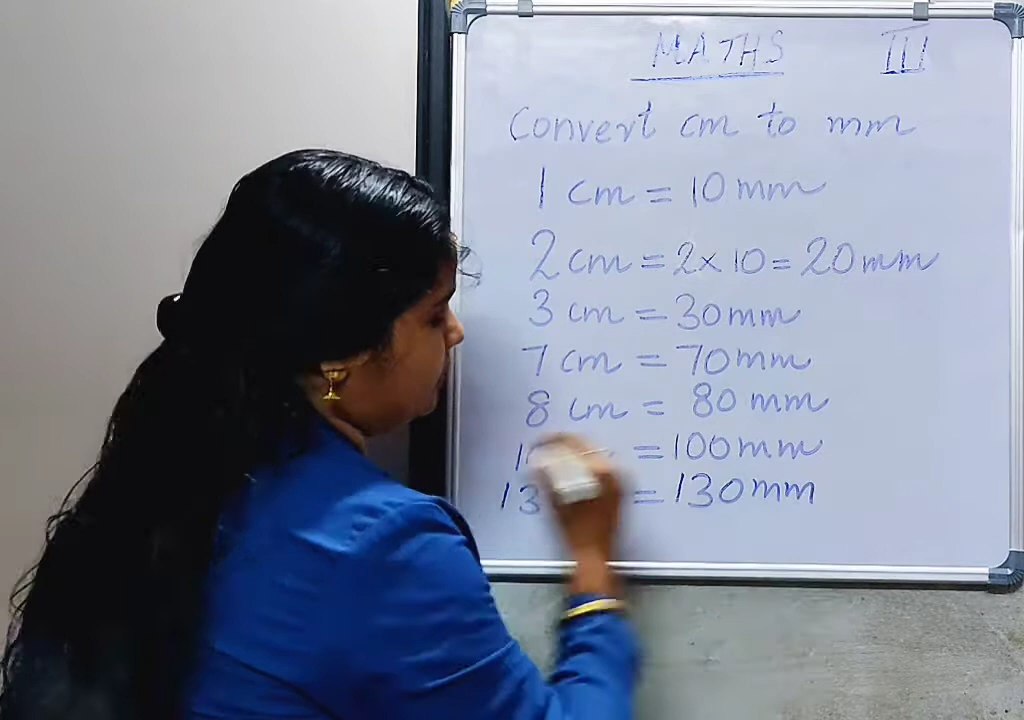 MATHS III
Convert cm to mm
1 cm = 10 mm
2 cm = 2 x 10 = 20 mm
3 cm = 30 mm
7 cm = 70 mm
8 cm = 80 mm
= 100 mm
13 = 130 mm